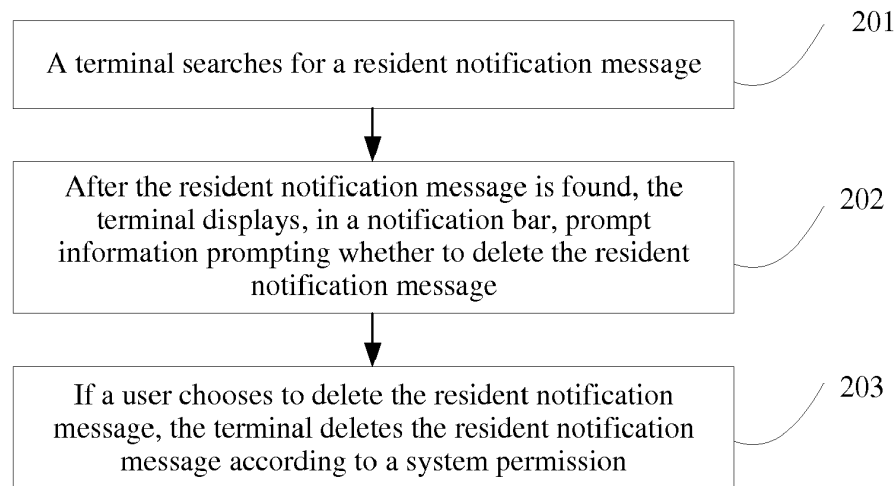 201
A terminal searches for a resident notification message
After the resident notification message is found, the
terminal displays, in a notification bar, prompt
information prompting whether to delete the resident
notification message
202
If a user chooses to delete the resident notification
message, the terminal deletes the resident notification
message according to a system permission
203